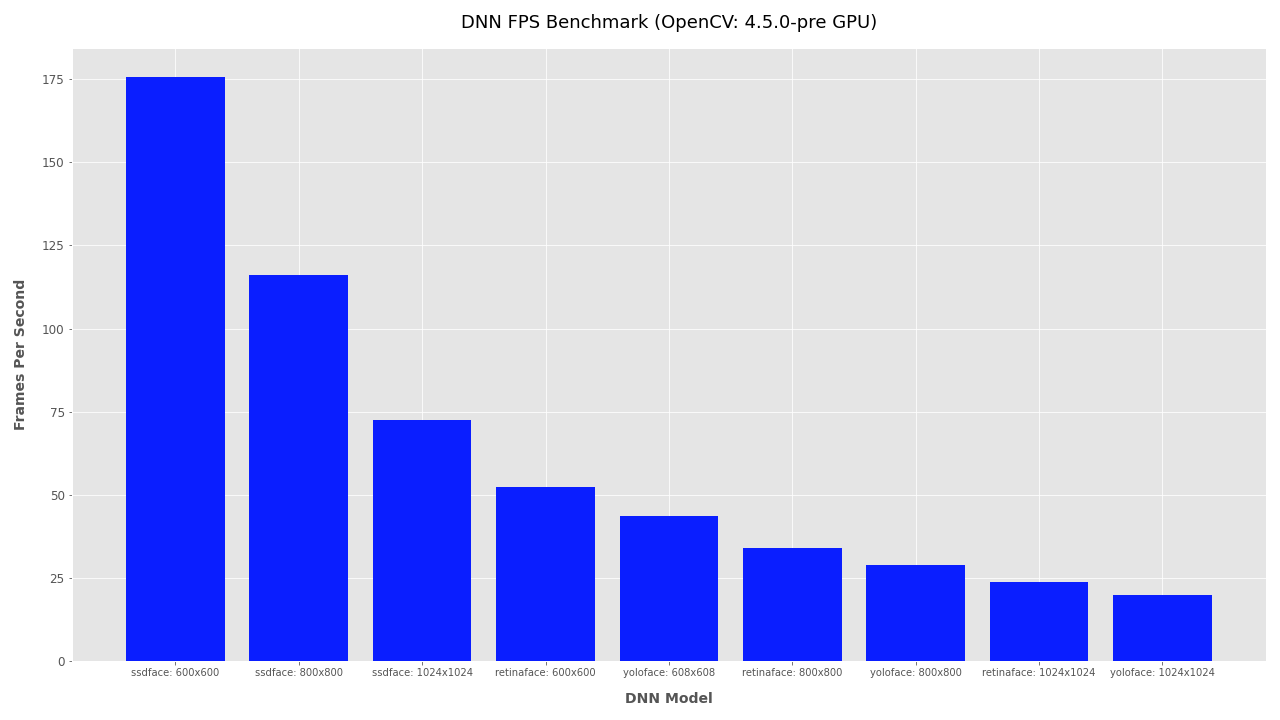 DNN FPS Benchmark (OpenCV: 4.5.0-pre GPU)
Frames Per Second
175
150
125
100
75
50
25
0
ssdface: 600x600
ssdface: 800x800
ssdface: 1024x1024
retinaface: 600x600
yoloface: 608x608
retinaface: 800x800
yoloface: 800x800
retinaface: 1024x1024
yoloface: 1024x1024
DNN Model